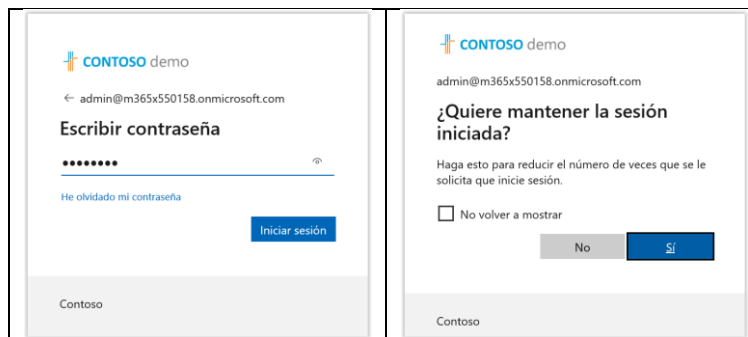 CONTOSO demo
← admin@m365x550158.onmicrosoft.com
Escribir contraseña
••••••••
He olvidado mi contraseña
Iniciar sesión
Contoso
CONTOSO demo
admin@m365x550158.onmicrosoft.com
¿Quiere mantener la sesión
iniciada?
Haga esto para reducir el número de veces que se le
solicita que inicie sesión.
No volver a mostrar
No
Sí
Contoso